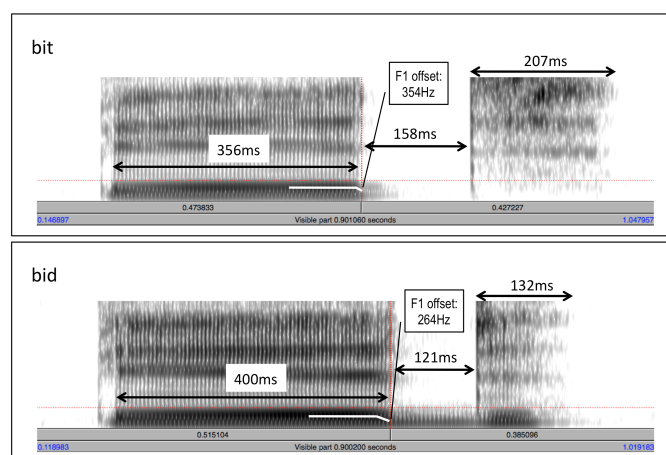 bit
207ms
F1 offset:
354Hz
158ms
356ms
0.473833 0.427227
0.146897 Visible part 0.901060 seconds 1.047957
bid
132ms
F1 offset:
264Hz
121ms
400ms
0.515104 0.385096
0.118983 Visible part 0.900200 seconds 1.019183